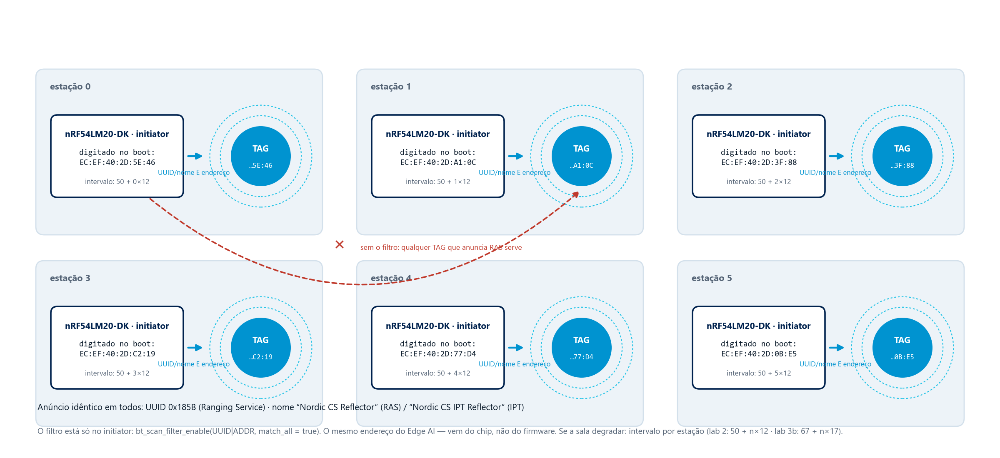 estação 0
nRF54LM20-DK · initiator
digitado no boot:
EC:EF:40:2D:5E:46
UUID/nome E endereço
intervalo: 50 + 0×12
TAG
…5E:46
estação 1
nRF54LM20-DK · initiator
digitado no boot:
EC:EF:40:2D:A1:0C
UUID/nome E endereço
intervalo: 50 + 1×12
TAG
…A1:0C
estação 2
nRF54LM20-DK · initiator
digitado no boot:
EC:EF:40:2D:3F:88
UUID/nome E endereço
intervalo: 50 + 2×12
TAG
…3F:88
✕ sem o filtro: qualquer TAG que anuncia RAS serve
estação 3
nRF54LM20-DK · initiator
digitado no boot:
EC:EF:40:2D:C2:19
UUID/nome E endereço
intervalo: 50 + 3×12
TAG
…C2:19
estação 4
nRF54LM20-DK · initiator
digitado no boot:
EC:EF:40:2D:77:D4
UUID/nome E endereço
intervalo: 50 + 4×12
TAG
…77:D4
estação 5
nRF54LM20-DK · initiator
digitado no boot:
EC:EF:40:2D:0B:E5
UUID/nome E endereço
intervalo: 50 + 5×12
TAG
…0B:E5
Anúncio idêntico em todos: UUID 0x185B (Ranging Service) · nome “Nordic CS Reflector” (RAS) / “Nordic CS IPT Reflector” (IPT)
O filtro está só no initiator: bt_scan_filter_enable(UUID|ADDR, match_all = true). O mesmo endereço do Edge AI — vem do chip, não do firmware. Se a sala degradar: intervalo por estação (lab 2: 50 + n×12 · lab 3b: 67 + n×17).